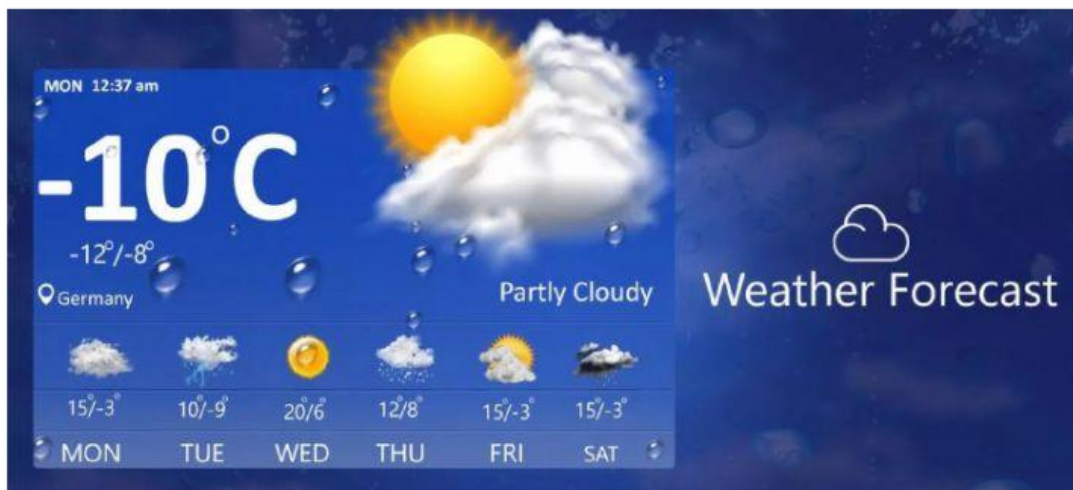 MON 12:37 am
-10°C
-12°/-8°
Germany
Partly Cloudy
Weather Forecast
15°/-3° 10°/-9° 20°/6° 12°/8° 15°/-3° 15°/-3°
MON TUE WED THU FRI SAT